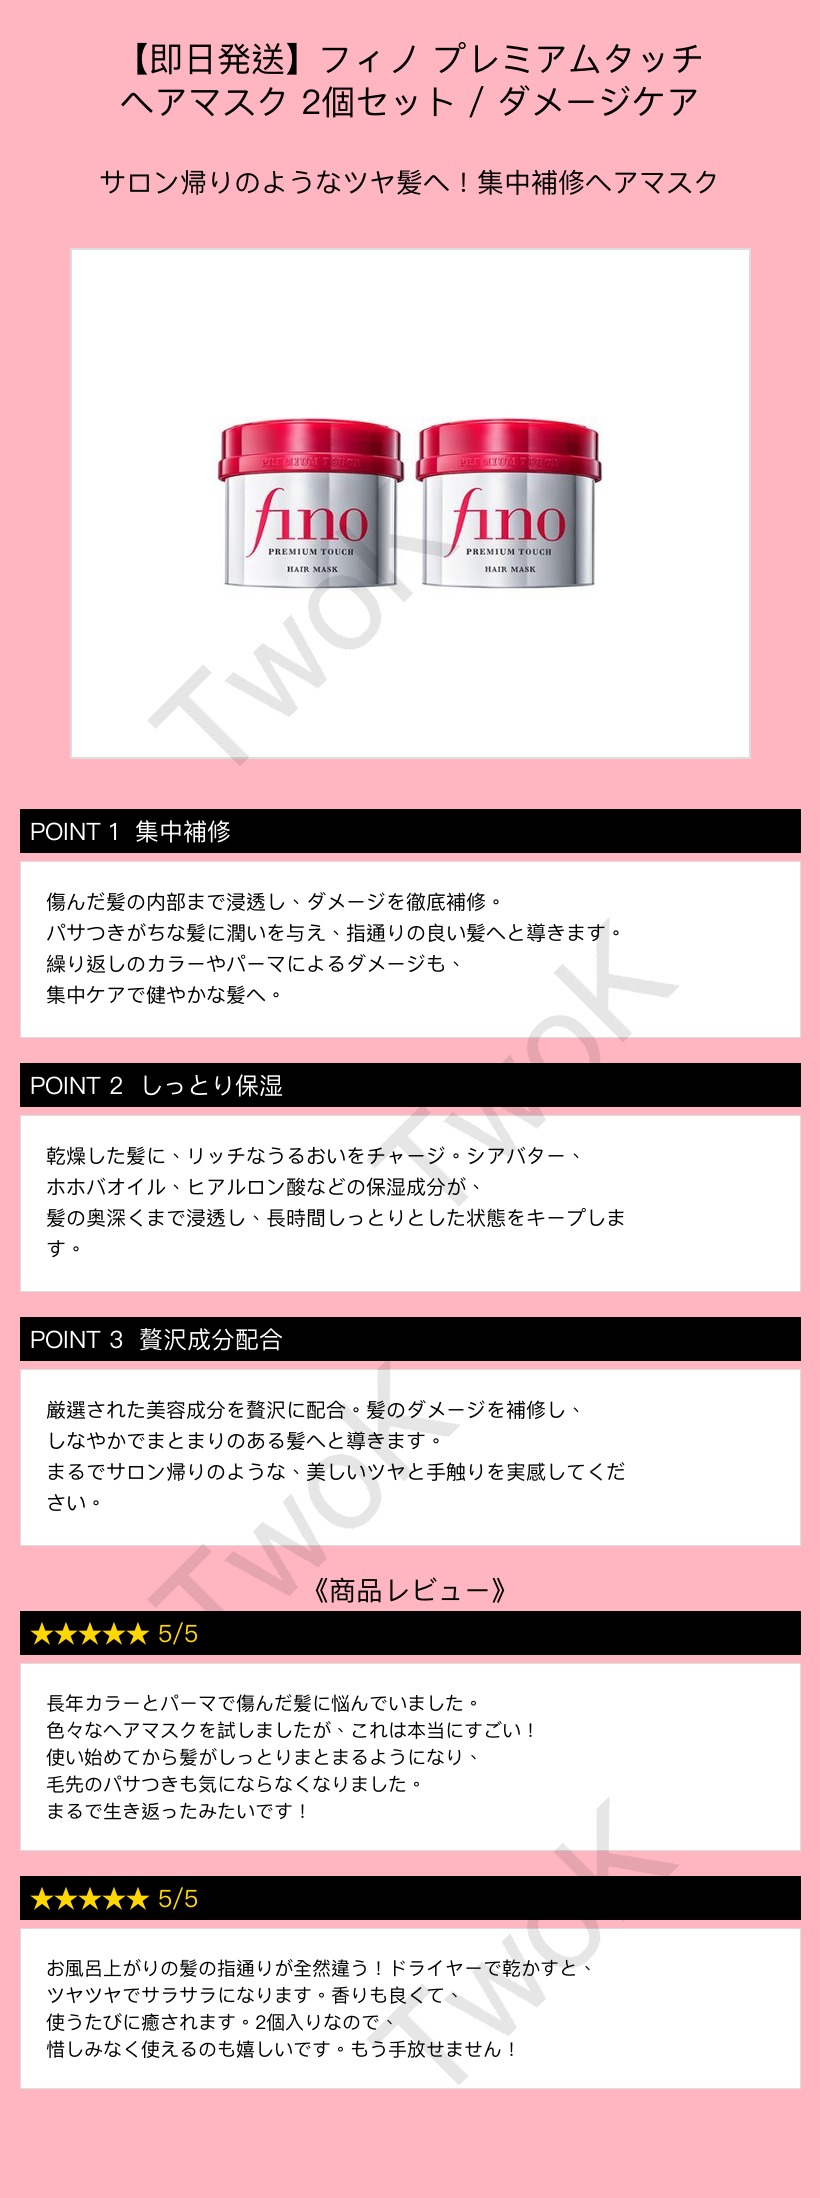 【即日発送】フィノ プレミアムタッチ
ヘアマスク 2個セット / ダメージケア
サロン帰りのようなツヤ髪へ！集中補修ヘアマスク
PREMIUM TOUCH
PREMIUM TOUCH
fino
fino
PREMIUM TOUCH
PREMIUM TOUCH
HAIR MASK
HAIR MASK
TwoK
POINT 1 集中補修
傷んだ髪の内部まで浸透し、ダメージを徹底補修。
パサつきがちな髪に潤いを与え、指通りの良い髪へと導きます。
繰り返しのカラーやパーマによるダメージも、
集中ケアで健やかな髪へ。
TwoK
POINT 2 しっとり保湿
乾燥した髪に、リッチなうるおいをチャージ。シアバター、
ホホバオイル、ヒアルロン酸などの保湿成分が、
髪の奥深くまで浸透し、長時間しっとりとした状態をキープしま
す。
POINT 3 贅沢成分配合
厳選された美容成分を贅沢に配合。髪のダメージを補修し、
しなやかでまとまりのある髪へと導きます。
まるでサロン帰りのような、美しいツヤと手触りを実感してくだ
さい。
TwoK
《商品レビュー》
★★★★★ 5/5
長年カラーとパーマで傷んだ髪に悩んでいました。
色々なヘアマスクを試しましたが、これは本当にすごい！
使い始めてから髪がしっとりまとまるようになり、
毛先のパサつきも気にならなくなりました。
まるで生き返ったみたいです！
★★★★★ 5/5
お風呂上がりの髪の指通りが全然違う！ドライヤーで乾かすと、
ツヤツヤでサラサラになります。香りも良くて、
使うたびに癒されます。2個入りなので、
惜しみなく使えるのも嬉しいです。もう手放せません！
TwoK